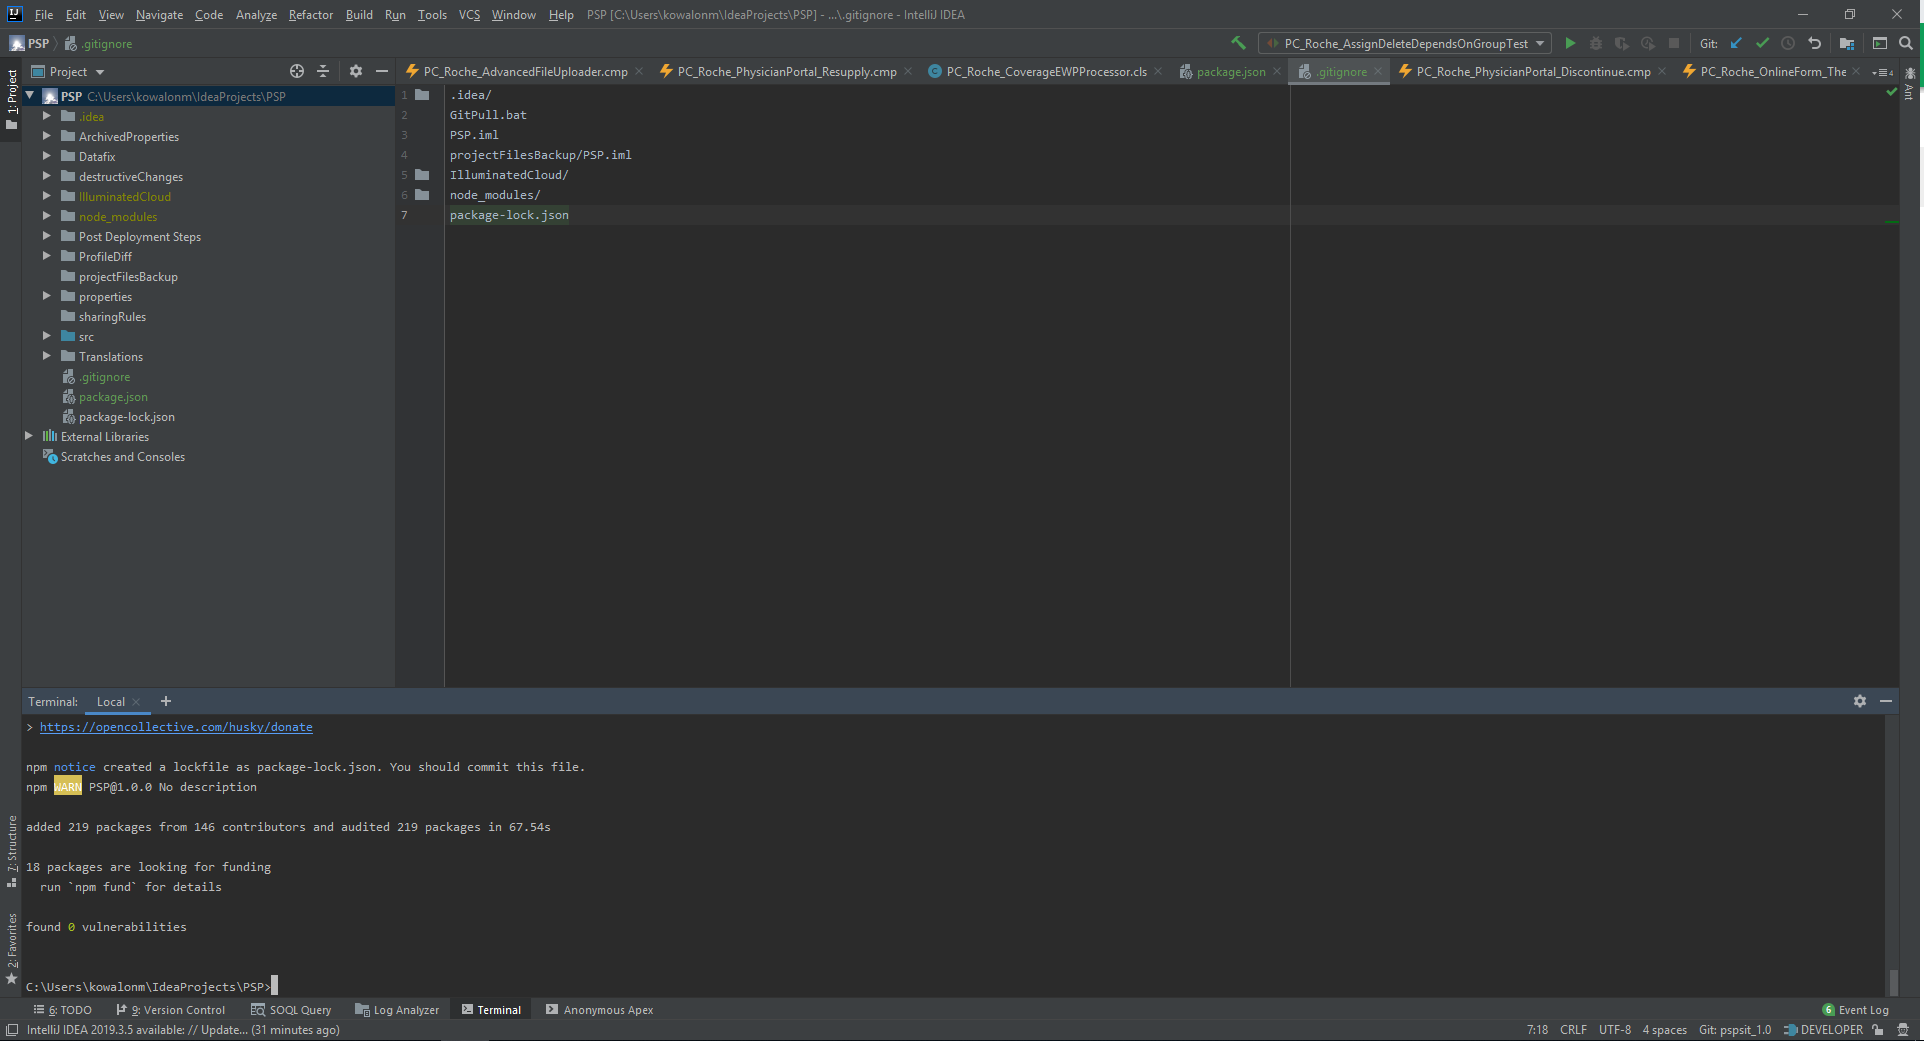 File Edit View Navigate Code Analyze Refactor Build Run Tools VCS Window Help PSP [C:\Users\kowalonm\IdeaProjects\PSP] - ...\.gitignore - IntelliJ IDEA
PSP .gitignore PC_Roche_AssignDeleteDependsOnGroupTest Git:
Project
PC_Roche_AdvancedFileUploader.cmp PC_Roche_PhysicianPortal_Resupply.cmp PC_Roche_CoverageEWPProcessor.cls package.json .gitignore PC_Roche_PhysicianPortal_Discontinue.cmp PC_Roche_OnlineForm_The 4
1: Project
Ant
PSP C:\Users\kowalonm\IdeaProjects\PSP
.idea
ArchivedProperties
Datafix
destructiveChanges
IlluminatedCloud
node_modules
Post Deployment Steps
ProfileDiff
projectFilesBackup
properties
sharingRules
src
Translations
.gitignore
package.json
package-lock.json
External Libraries
Scratches and Consoles
1 .idea/
2 GitPull.bat
3 PSP.iml
4 projectFilesBackup/PSP.iml
5 IlluminatedCloud/
6 node_modules/
7 package-lock.json
Terminal: Local +
> https://opencollective.com/husky/donate
npm notice created a lockfile as package-lock.json. You should commit this file.
npm WARN PSP@1.0.0 No description
added 219 packages from 146 contributors and audited 219 packages in 67.54s
18 packages are looking for funding
run `npm fund` for details
found 0 vulnerabilities
C:\Users\kowalonm\IdeaProjects\PSP>
7: Structure
2: Favorites
6: TODO 9: Version Control SOQL Query Log Analyzer Terminal Anonymous Apex 6 Event Log
IntelliJ IDEA 2019.3.5 available: // Update... (31 minutes ago) 7:18 CRLF UTF-8 4 spaces Git: pspsit_1.0 DEVELOPER